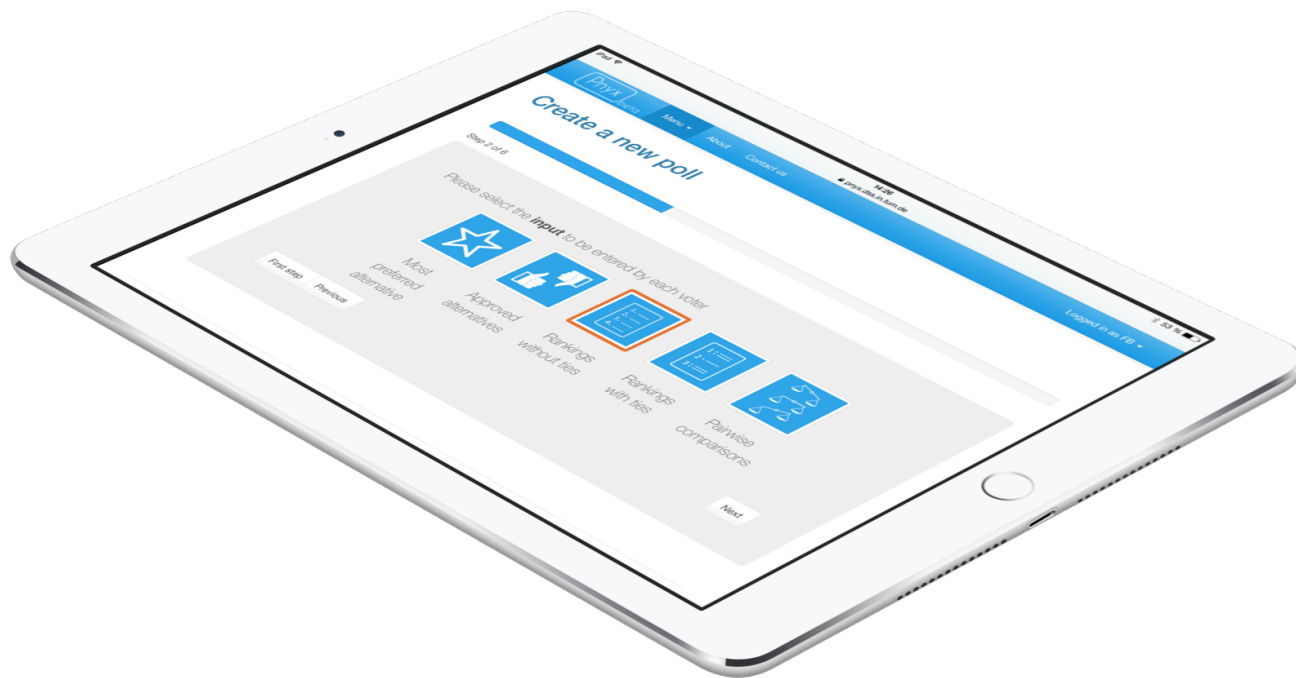 iPad
14:26
53 %
pnyx.dss.in.tum.de
Pnyx
beta
Menu
About
Contact us
Logged in as FB
Create a new poll
Step 2 of 6
Please select the input to be entered by each voter
Most
preferred
alternative
Approved
alternatives
Rankings
without ties
Rankings
with ties
Pairwise
comparisons
First step
Previous
Next